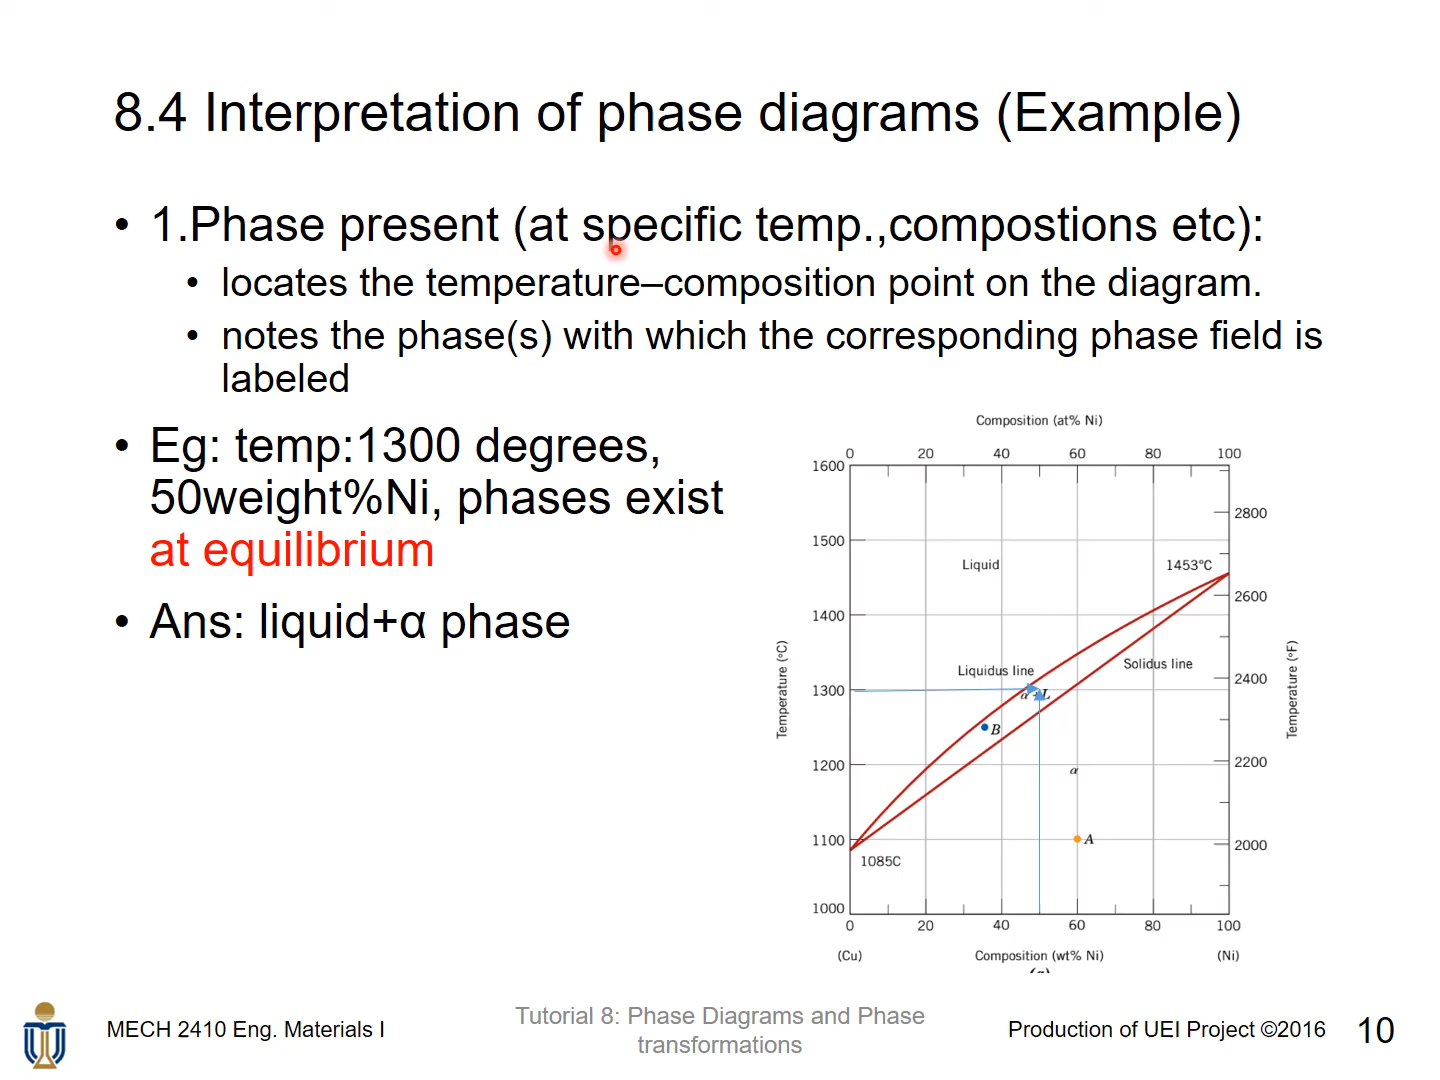 8.4 Interpretation of phase diagrams (Example)
• 1.Phase present (at specific temp.,compostions etc):
• locates the temperature–composition point on the diagram.
• notes the phase(s) with which the corresponding phase field is
labeled
• Eg: temp:1300 degrees,
50weight%Ni, phases exist
at equilibrium
• Ans: liquid+α phase
Composition (at% Ni)
0 20 40 60 80 100
1600
2800
1500
Liquid
1453°C
2600
1400
Temperature (°C)
Liquidus line
Solidus line
Temperature (°F)
2400
1300
α + L
B
1200
α
2200
1100
A
2000
1085C
1000
0 20 40 60 80 100
(Cu) Composition (wt% Ni) (Ni)
MECH 2410 Eng. Materials I
Tutorial 8: Phase Diagrams and Phase
transformations
Production of UEI Project ©2016
10